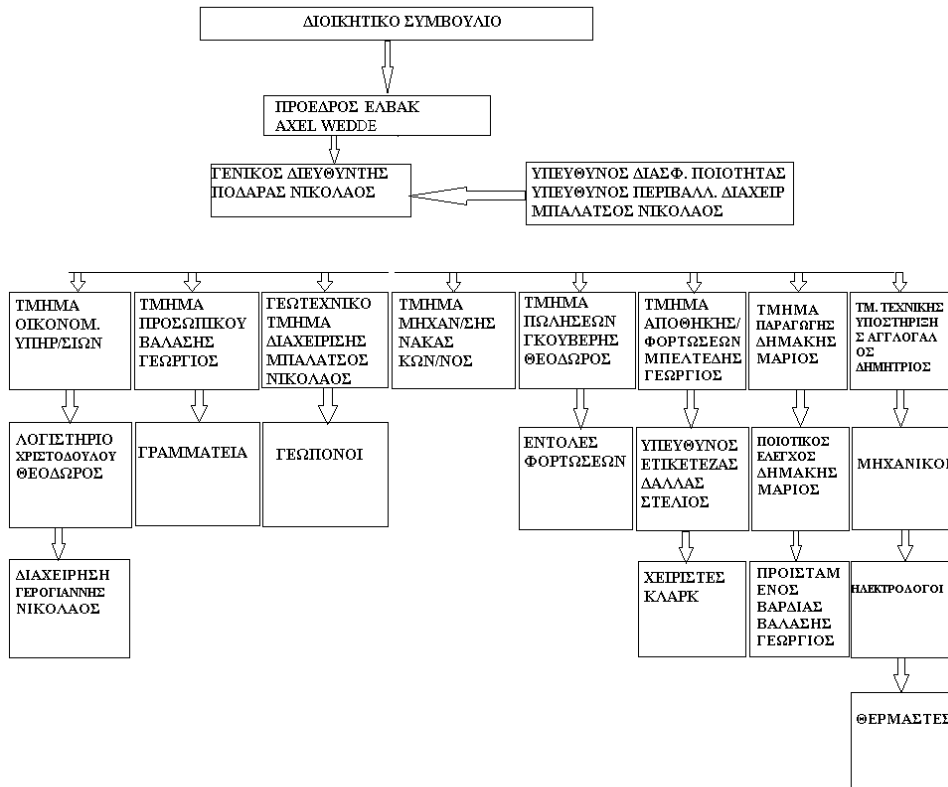 ΔΙΟΙΚΗΤΙΚΟ ΣΥΜΒΟΥΛΙΟ
ΠΡΟΕΔΡΟΣ ΕΛΒΑΚ
AXEL WEDDE
ΓΕΝΙΚΟΣ ΔΙΕΥΘΥΝΤΗΣ
ΠΟΔΑΡΑΣ ΝΙΚΟΛΑΟΣ
ΥΠΕΥΘΥΝΟΣ ΔΙΑΣΦ. ΠΟΙΟΤΗΤΑΣ
ΥΠΕΥΘΥΝΟΣ ΠΕΡΙΒΑΛΛ. ΔΙΑΧΕΙΡ
ΜΠΑΛΑΤΣΟΣ ΝΙΚΟΛΑΟΣ
ΤΜΗΜΑ
ΟΙΚΟΝΟΜ.
ΥΠΗΡ/ΣΙΩΝ
ΤΜΗΜΑ
ΠΡΟΣΩΠΙΚΟΥ
ΒΑΛΑΣΗΣ
ΓΕΩΡΓΙΟΣ
ΓΕΩΤΕΧΝΙΚΟ
ΤΜΗΜΑ
ΔΙΑΧΕΙΡΙΣΗΣ
ΜΠΑΛΑΤΣΟΣ
ΝΙΚΟΛΑΟΣ
ΤΜΗΜΑ
ΜΗΧΑΝ/ΣΗΣ
ΝΑΚΑΣ
ΚΩΝ/ΝΟΣ
ΤΜΗΜΑ
ΠΩΛΗΣΕΩΝ
ΓΚΟΥΒΕΡΗΣ
ΘΕΟΔΩΡΟΣ
ΤΜΗΜΑ
ΑΠΟΘΗΚΗΣ/
ΦΟΡΤΩΣΕΩΝ
ΜΠΕΛΤΕΔΗΣ
ΓΕΩΡΓΙΟΣ
ΤΜΗΜΑ
ΠΑΡΑΓΩΓΗΣ
ΔΗΜΑΚΗΣ
ΜΑΡΙΟΣ
ΤΜ. ΤΕΧΝΙΚΗΣ
ΥΠΟΣΤΗΡΙΞΗ
Σ ΑΓΓΛΟΓΑΛ
ΟΣ
ΔΗΜΗΤΡΙΟΣ
ΛΟΓΙΣΤΗΡΙΟ
ΧΡΙΣΤΟΔΟΥΛΟΥ
ΘΕΟΔΩΡΟΣ
ΓΡΑΜΜΑΤΕΙΑ
ΓΕΩΠΟΝΟΙ
ΕΝΤΟΛΕΣ
ΦΟΡΤΩΣΕΩΝ
ΥΠΕΥΘΥΝΟΣ
ΕΤΙΚΕΤΕΖΑΣ
ΔΑΛΛΑΣ
ΣΤΕΛΙΟΣ
ΠΟΙΟΤΙΚΟΣ
ΕΛΕΓΧΟΣ
ΔΗΜΑΚΗΣ
ΜΑΡΙΟΣ
ΜΗΧΑΝΙΚΟΙ
ΔΙΑΧΕΙΡΗΣΗ
ΓΕΡΟΓΙΑΝΝΗΣ
ΝΙΚΟΛΑΟΣ
ΧΕΙΡΙΣΤΕΣ
ΚΛΑΡΚ
ΠΡΟΙΣΤΑΜ
ΕΝΟΣ
ΒΑΡΔΙΑΣ
ΒΑΛΑΣΗΣ
ΓΕΩΡΓΙΟΣ
ΗΛΕΚΤΡΟΛΟΓΟΙ
ΘΕΡΜΑΣΤΕΣ